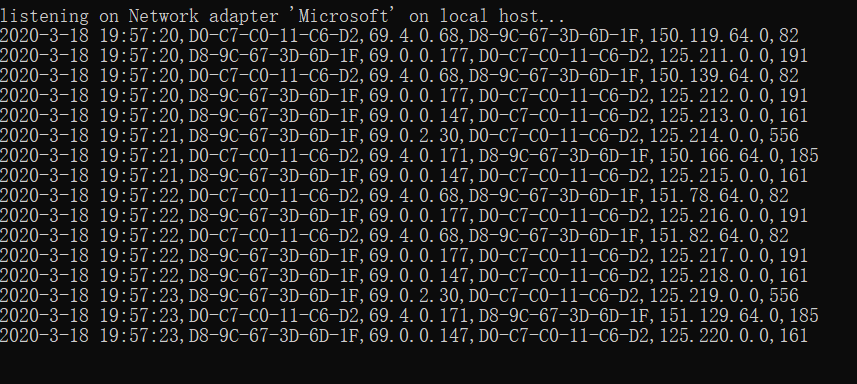 listening on Network adapter 'Microsoft' on local host...
2020-3-18 19:57:20,D0-C7-C0-11-C6-D2,69.4.0.68,D8-9C-67-3D-6D-1F,150.119.64.0,82
2020-3-18 19:57:20,D8-9C-67-3D-6D-1F,69.0.0.177,D0-C7-C0-11-C6-D2,125.211.0.0,191
2020-3-18 19:57:20,D0-C7-C0-11-C6-D2,69.4.0.68,D8-9C-67-3D-6D-1F,150.139.64.0,82
2020-3-18 19:57:20,D8-9C-67-3D-6D-1F,69.0.0.177,D0-C7-C0-11-C6-D2,125.212.0.0,191
2020-3-18 19:57:20,D8-9C-67-3D-6D-1F,69.0.0.147,D0-C7-C0-11-C6-D2,125.213.0.0,161
2020-3-18 19:57:21,D8-9C-67-3D-6D-1F,69.0.2.30,D0-C7-C0-11-C6-D2,125.214.0.0,556
2020-3-18 19:57:21,D0-C7-C0-11-C6-D2,69.4.0.171,D8-9C-67-3D-6D-1F,150.166.64.0,185
2020-3-18 19:57:21,D8-9C-67-3D-6D-1F,69.0.0.147,D0-C7-C0-11-C6-D2,125.215.0.0,161
2020-3-18 19:57:22,D0-C7-C0-11-C6-D2,69.4.0.68,D8-9C-67-3D-6D-1F,151.78.64.0,82
2020-3-18 19:57:22,D8-9C-67-3D-6D-1F,69.0.0.177,D0-C7-C0-11-C6-D2,125.216.0.0,191
2020-3-18 19:57:22,D0-C7-C0-11-C6-D2,69.4.0.68,D8-9C-67-3D-6D-1F,151.82.64.0,82
2020-3-18 19:57:22,D8-9C-67-3D-6D-1F,69.0.0.177,D0-C7-C0-11-C6-D2,125.217.0.0,191
2020-3-18 19:57:22,D8-9C-67-3D-6D-1F,69.0.0.147,D0-C7-C0-11-C6-D2,125.218.0.0,161
2020-3-18 19:57:23,D8-9C-67-3D-6D-1F,69.0.2.30,D0-C7-C0-11-C6-D2,125.219.0.0,556
2020-3-18 19:57:23,D0-C7-C0-11-C6-D2,69.4.0.171,D8-9C-67-3D-6D-1F,151.129.64.0,185
2020-3-18 19:57:23,D8-9C-67-3D-6D-1F,69.0.0.147,D0-C7-C0-11-C6-D2,125.220.0.0,161